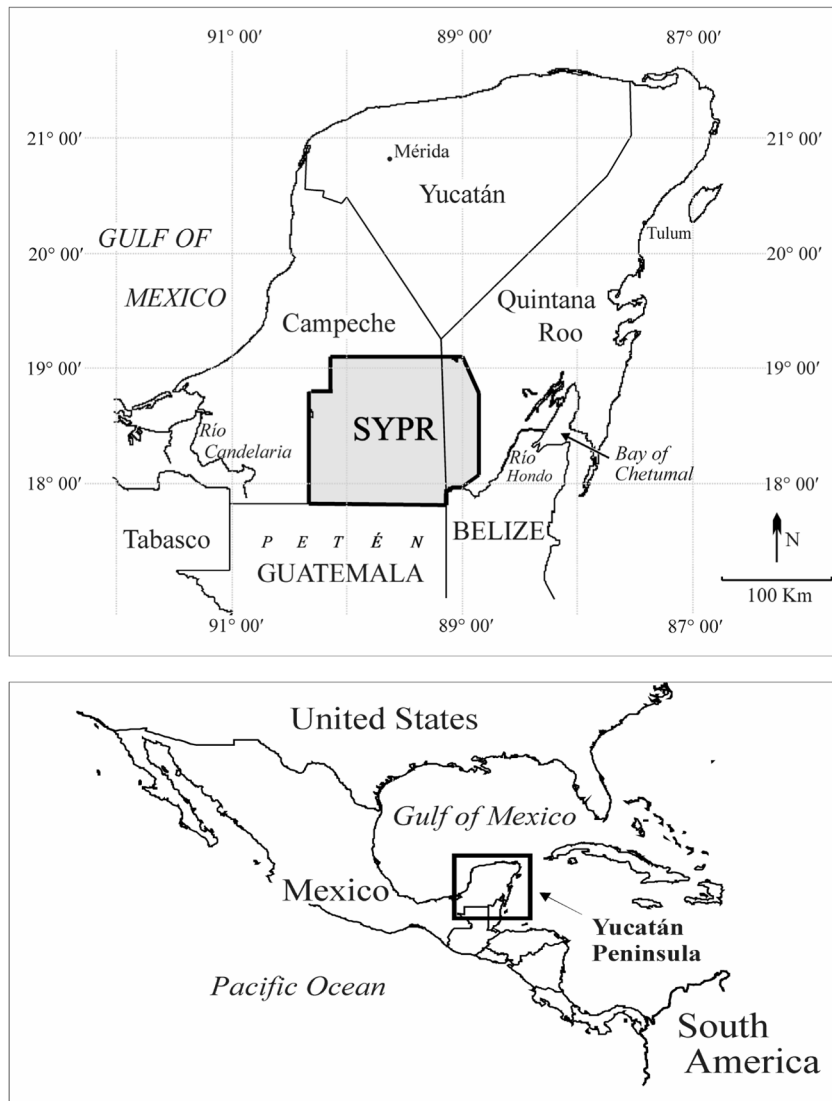 91° 00′ 89° 00′ 87° 00′
21° 00′ 21° 00′
Mérida
Yucatán
Tulum
GULF OF
MEXICO
20° 00′ 20° 00′
Quintana
Roo
Campeche
19° 00′ 19° 00′
SYPR
Río
Candelaria
Río
Hondo
Bay of
Chetumal
18° 00′ 18° 00′
Tabasco
PETÉN
GUATEMALA
BELIZE
N
100 Km
91° 00′ 89° 00′ 87° 00′
United States
Gulf of Mexico
Mexico
Yucatán
Peninsula
Pacific Ocean
South
America